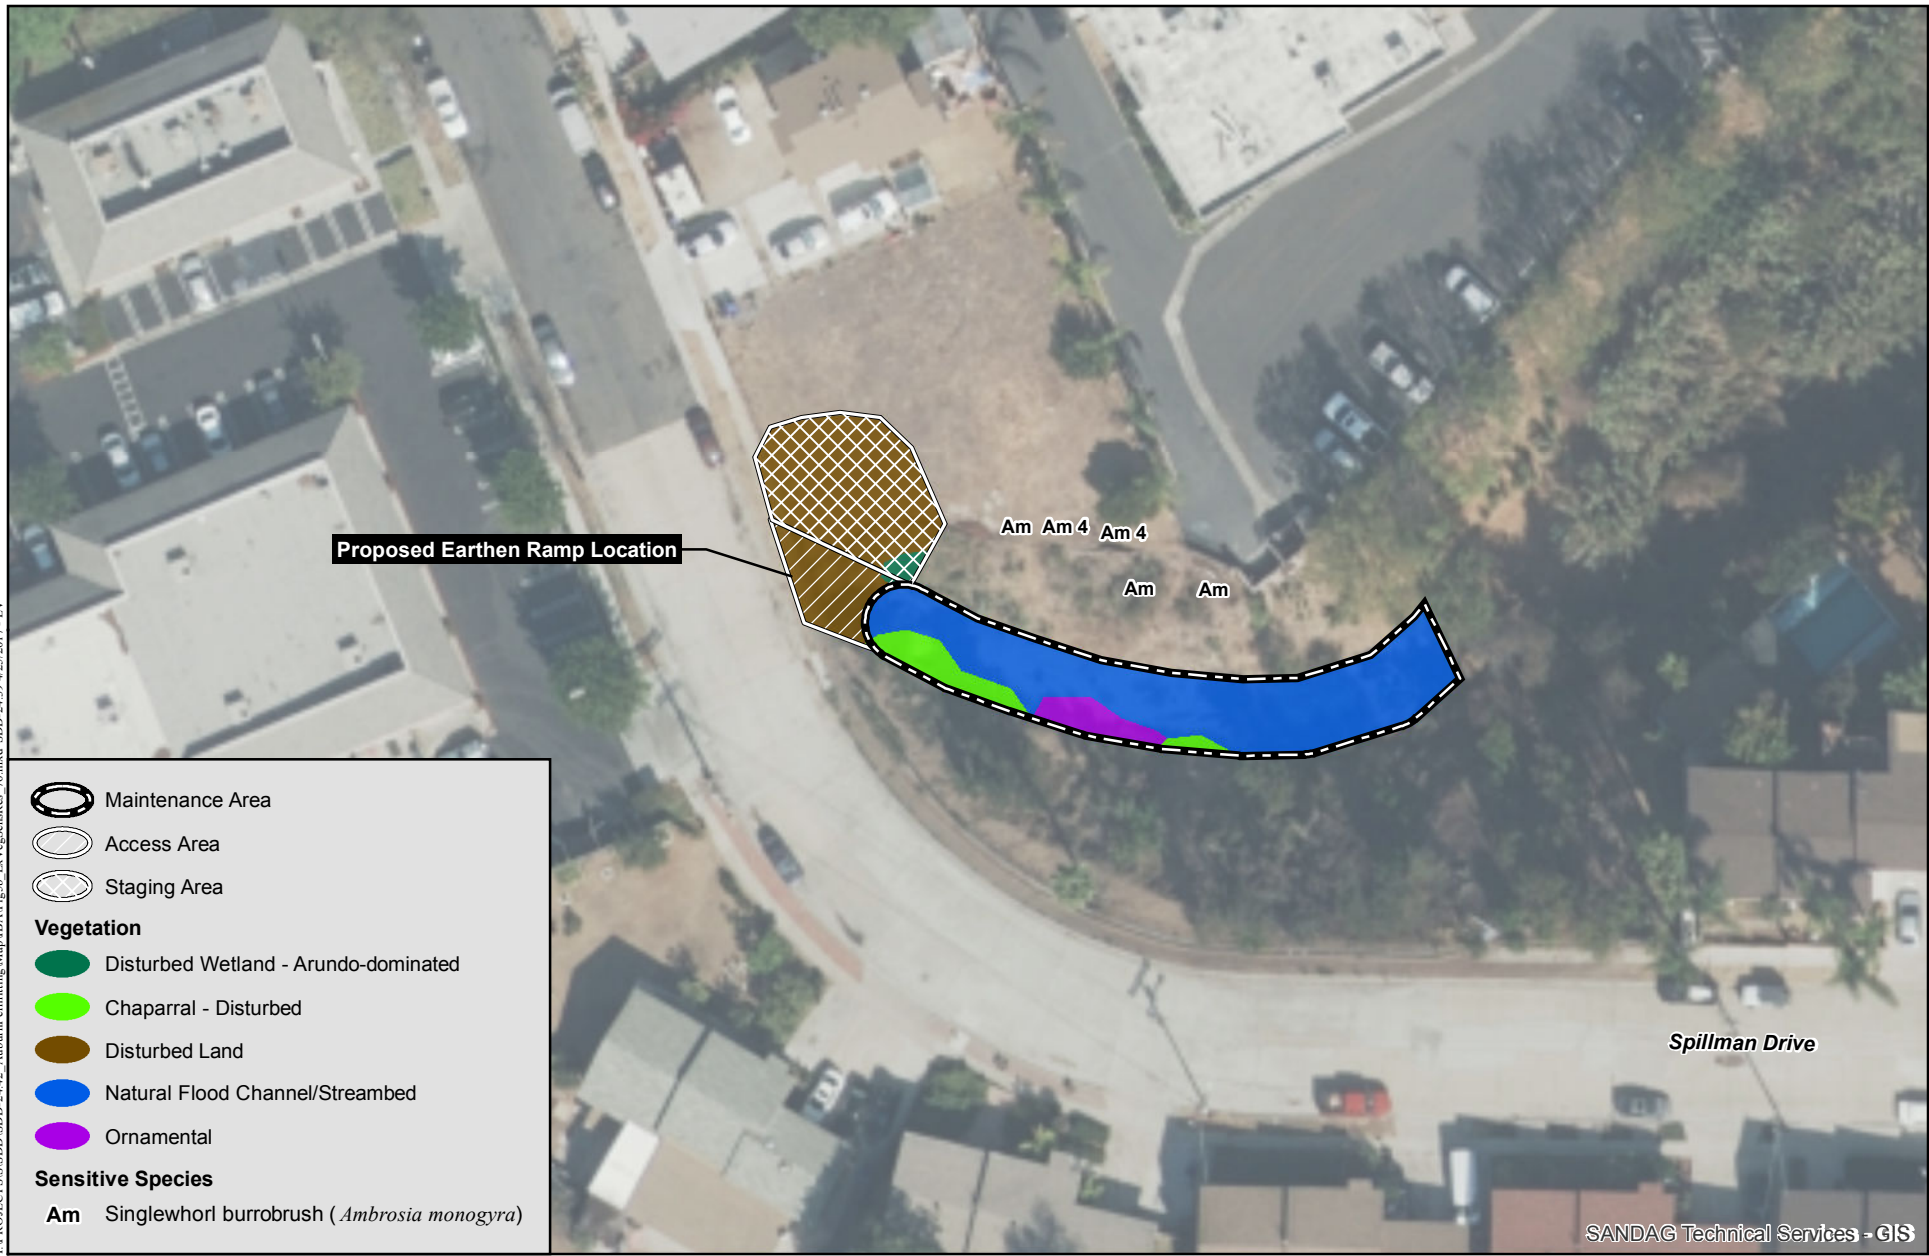 Am Am 4 Am 4
Proposed Earthen Ramp Location
Am Am
Maintenance Area
Access Area
Staging Area
Vegetation
Disturbed Wetland - Arundo-dominated
Chaparral - Disturbed
Disturbed Land
Natural Flood Channel/Streambed
Ornamental
Sensitive Species
Am Singlewhorl burrobrush (Ambrosia monogyra)
Spillman Drive
SANDAG Technical Services - GIS